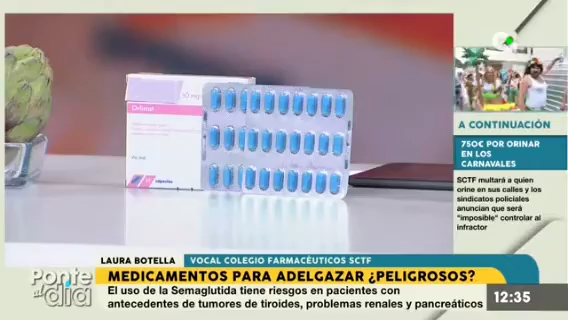 A CONTINUACIÓN
750€ POR ORINAR
EN LOS
CARNAVALES
SCTF multará a quien
orine en sus calles y los
sindicatos policiales
anuncian que será
"imposible" controlar al
infractor
LAURA BOTELLA
VOCAL COLEGIO FARMACÉUTICOS SCTF
MEDICAMENTOS PARA ADELGAZAR ¿PELIGROSOS?
El uso de la Semaglutida tiene riesgos en pacientes con
antecedentes de tumores de tiroides, problemas renales y pancreáticos
Ponte
al día
12:35